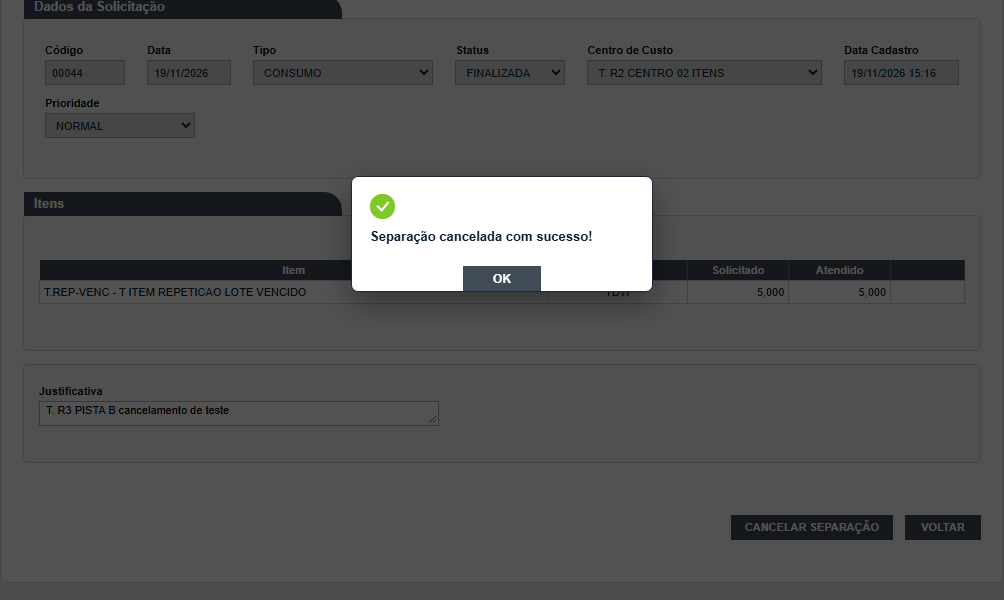 Dados da Solicitação
Código Data Tipo Status Centro de Custo Data Cadastro
00044 19/11/2026 CONSUMO FINALIZADA T. R2 CENTRO 02 ITENS 19/11/2026 15:16
Prioridade
NORMAL
Itens
Separação cancelada com sucesso!
OK
Item Solicitado Atendido
T.REP-VENC - T ITEM REPETICAO LOTE VENCIDO 5,000 5,000
Justificativa
T. R3 PISTA B cancelamento de teste
CANCELAR SEPARAÇÃO VOLTAR